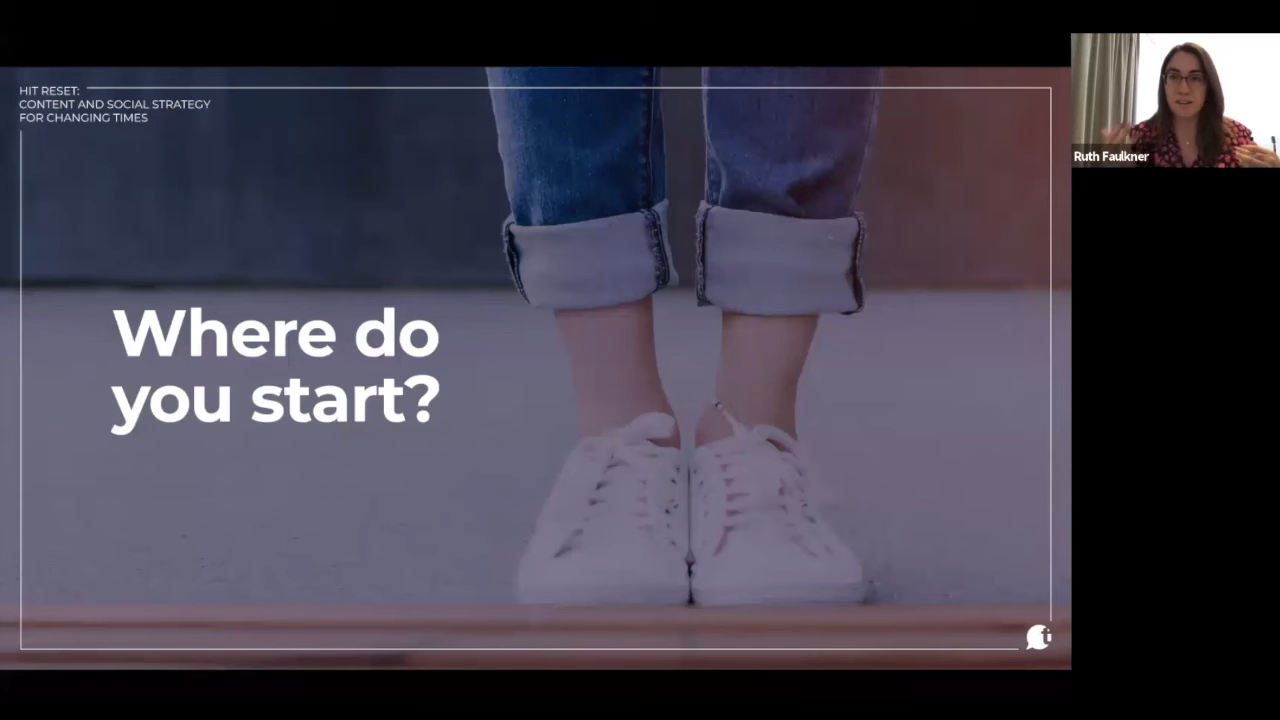 HIT RESET:
CONTENT AND SOCIAL STRATEGY
FOR CHANGING TIMES
Where do
you start?
Ruth Faulkner
t